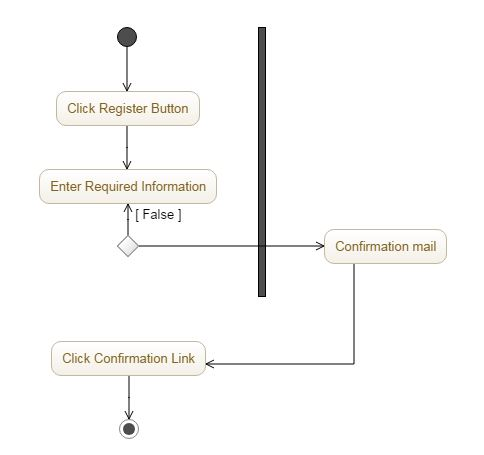 Click Register Button
Enter Required Information
[ False ]
Confirmation mail
Click Confirmation Link